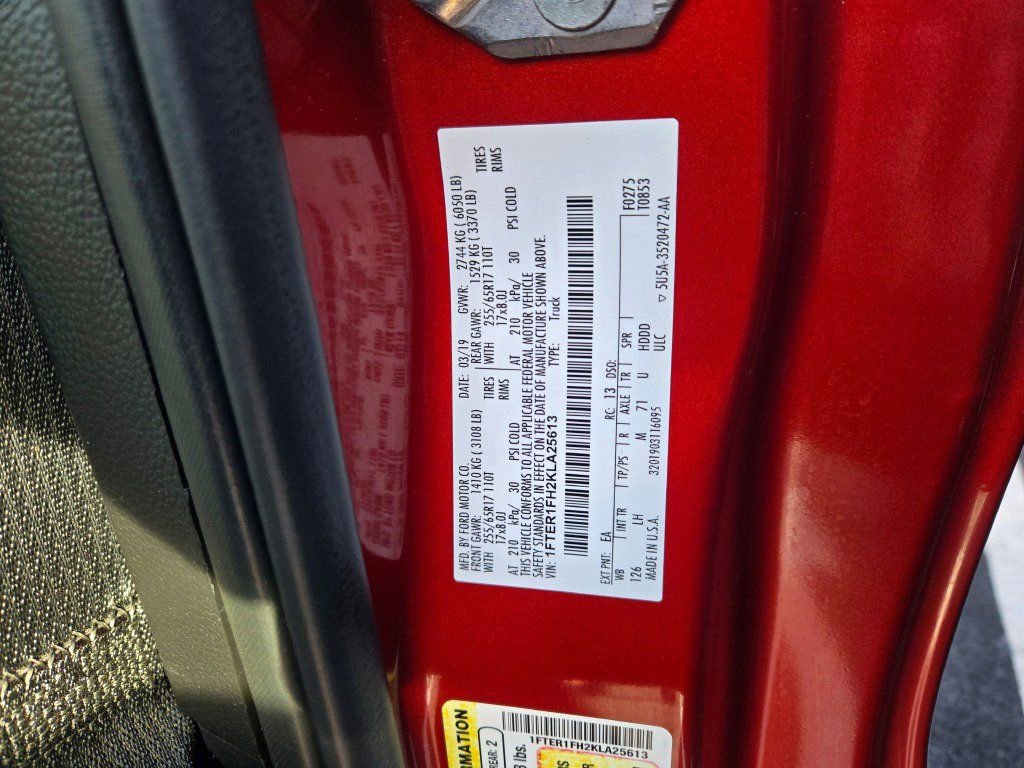 MFD. BY FORD MOTOR CO. DATE: 03/19 GVWR: 2744 KG ( 6050 LB)
FRONT GAWR: 1410 KG ( 3108 LB) REAR GAWR: 1529 KG ( 3370 LB)
WITH 255/65R17 110T TIRES WITH 255/65R17 110T TIRES
17x8.0J RIMS 17x8.0J RIMS
AT 210 kPa/ 30 PSI COLD AT 210 kPa/ 30 PSI COLD
THIS VEHICLE CONFORMS TO ALL APPLICABLE FEDERAL MOTOR VEHICLE
SAFETY STANDARDS IN EFFECT ON THE DATE OF MANUFACTURE SHOWN ABOVE.
VIN: 1FTER1FH2KLA25613 TYPE: Truck
EXT PNT: EA RC: 13 DSO:
WB INT TR TP/PS R AXLE TR SPR F0275
T0853
126 LH M 71 U HDDD
MADE IN U.S.A. 3201903116095 ULC ▽ 5U5A-3520472-AA
MATION
REAR: 2
1FTER1FH2KLA25613
lbs.